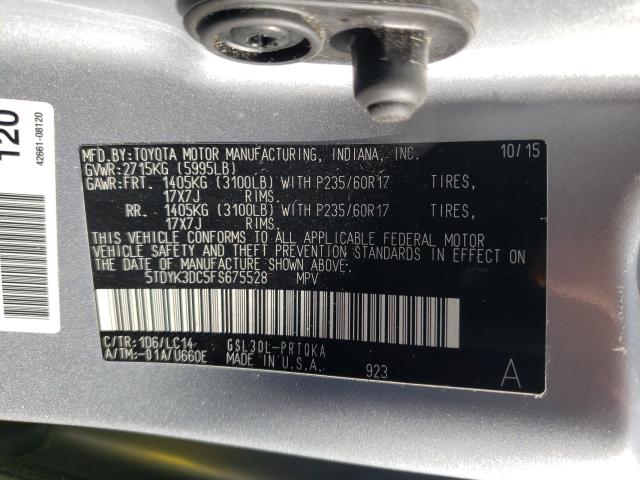 120
42661-08120
MFD.BY:TOYOTA MOTOR MANUFACTURING, INDIANA, INC. 10/15
GVWR:2715KG (5995LB)
GAWR:FRT. 1405KG (3100LB) WITH P235/60R17 TIRES,
17X7J RIMS.
RR. 1405KG (3100LB) WITH P235/60R17 TIRES,
17X7J RIMS.
THIS VEHICLE CONFORMS TO ALL APPLICABLE FEDERAL MOTOR
VEHICLE SAFETY AND THEFT PREVENTION STANDARDS IN EFFECT ON
THE DATE OF MANUFACTURE SHOWN ABOVE.
5TDYK3DC5FS675528 MPV
C/TR:1D6/LC14 GSL30L-PRTQKA
A/TM:-01A/U660E MADE IN U.S.A. 923
A